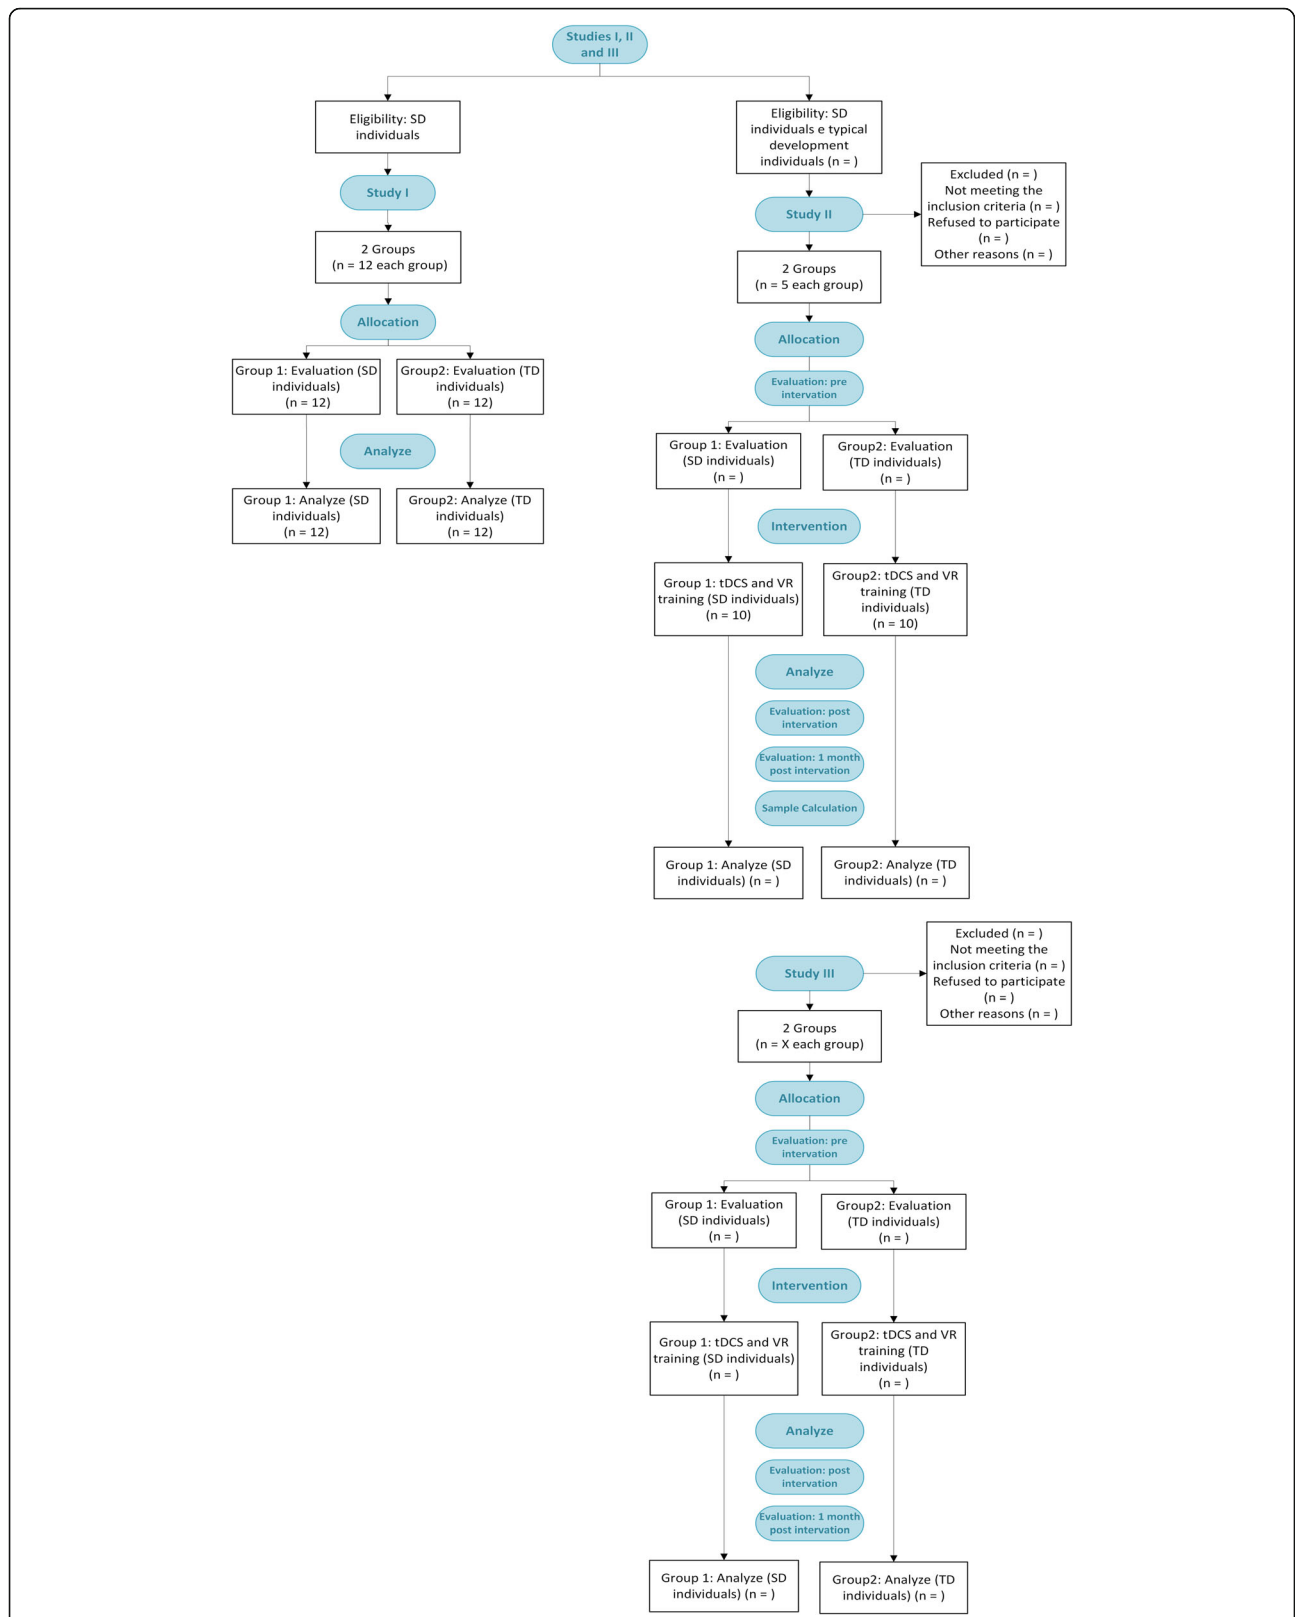 Studies I, II
and III
Eligibility: SD
individuals
Study I
2 Groups
(n = 12 each group)
Allocation
Group 1: Evaluation (SD
individuals)
(n = 12)
Group2: Evaluation (TD
individuals)
(n = 12)
Analyze
Group 1: Analyze (SD
individuals)
(n = 12)
Group2: Analyze (TD
individuals)
(n = 12)
Eligibility: SD
individuals e typical
development
individuals (n = )
Study II
Excluded (n = )
Not meeting the
inclusion criteria (n = )
Refused to participate
(n = )
Other reasons (n = )
2 Groups
(n = 5 each group)
Allocation
Evaluation: pre
intervention
Group 1: Evaluation
(SD individuals)
(n = )
Group2: Evaluation
(TD individuals)
(n = )
Intervention
Group 1: tDCS and VR
training (SD individuals)
(n = 10)
Group2: tDCS and VR
training (TD
individuals)
(n = 10)
Analyze
Evaluation: post
intervation
Evaluation: 1 month
post intervation
Sample Calculation
Group 1: Analyze (SD
individuals) (n = )
Group2: Analyze (TD
individuals) (n = )
Study III
Excluded (n = )
Not meeting the
inclusion criteria (n = )
Refused to participate
(n = )
Other reasons (n = )
2 Groups
(n = X each group)
Allocation
Evaluation: pre
intervation
Group 1: Evaluation
(SD individuals)
(n = )
Group2: Evaluation
(TD individuals)
(n = )
Intervention
Group 1: tDCS and VR
training (SD individuals)
(n = )
Group2: tDCS and VR
training (TD
individuals)
(n = )
Analyze
Evaluation: post
intervation
Evaluation: 1 month
post intervation
Group 1: Analyze (SD
individuals) (n = )
Group2: Analyze (TD
individuals) (n = )